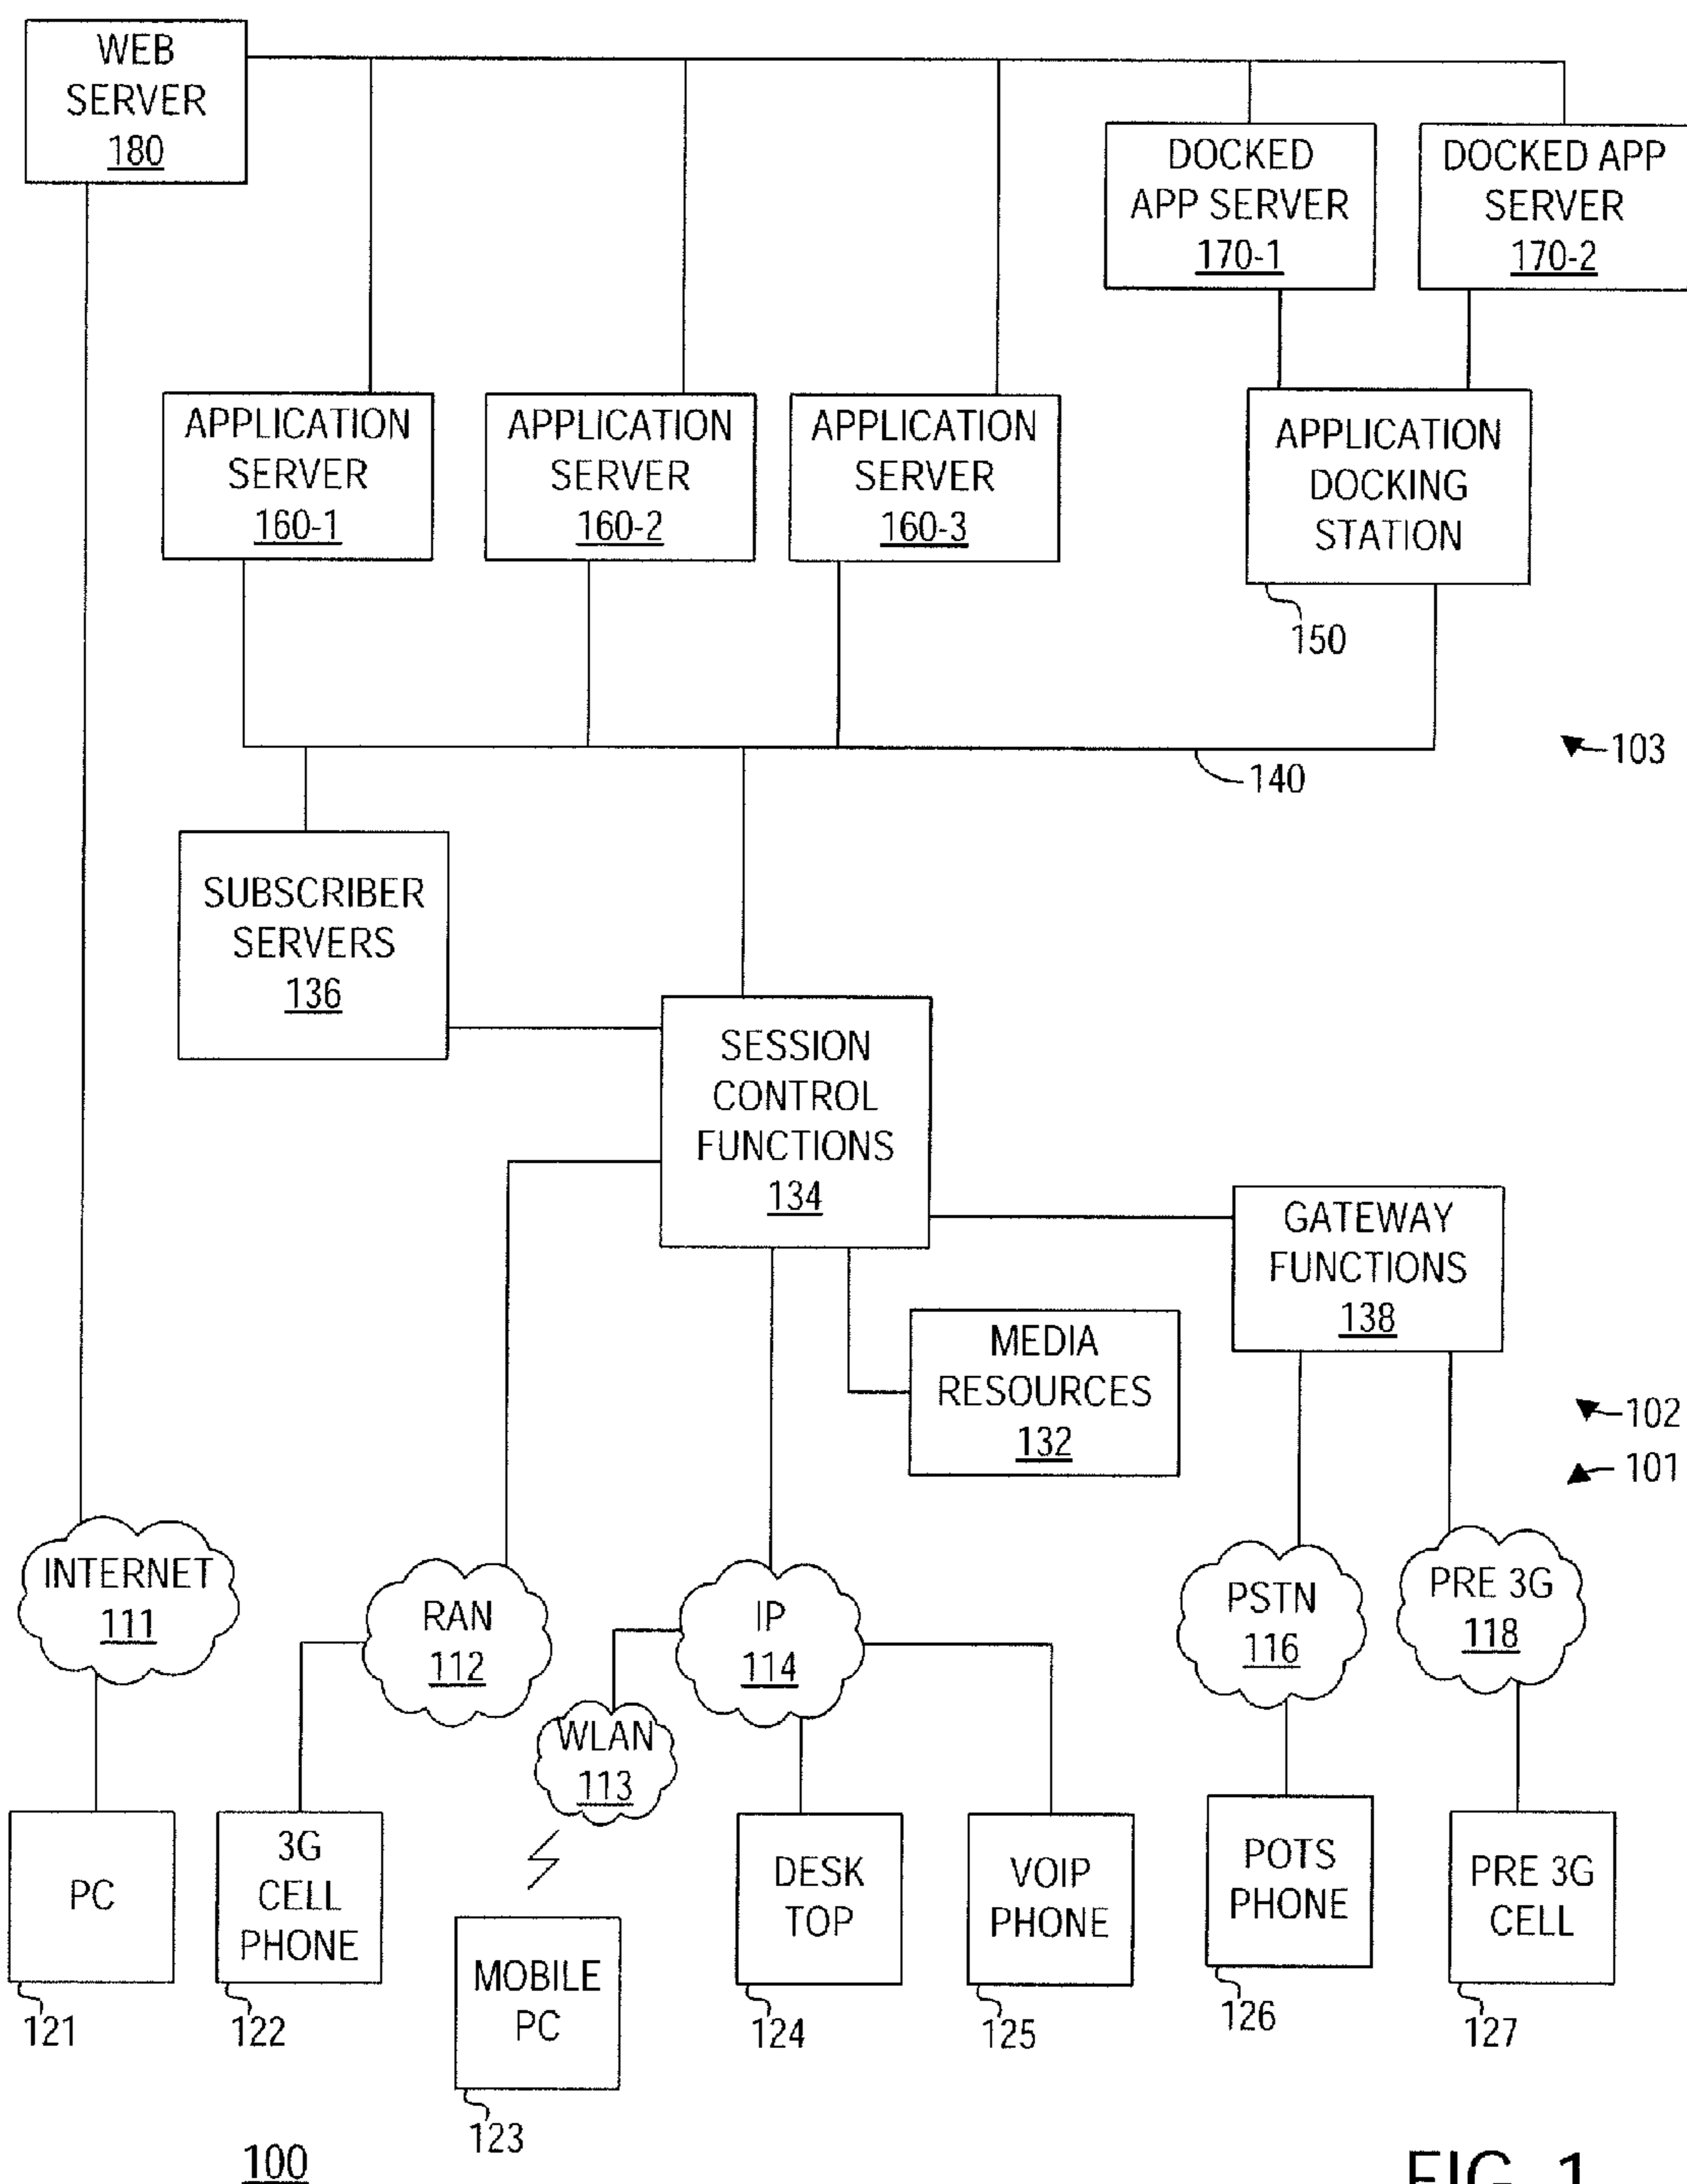 WEB
SERVER
180
DOCKED
APP SERVER
170-1
DOCKED APP
SERVER
170-2
APPLICATION
SERVER
160-1
APPLICATION
SERVER
160-2
APPLICATION
SERVER
160-3
APPLICATION
DOCKING
STATION
150
103
140
SUBSCRIBER
SERVERS
136
SESSION
CONTROL
FUNCTIONS
134
GATEWAY
FUNCTIONS
138
MEDIA
RESOURCES
132
102
101
INTERNET
111
RAN
112
IP
114
WLAN
113
PSTN
116
PRE 3G
118
PC
121
3G
CELL
PHONE
122
MOBILE
PC
123
DESK
TOP
124
VOIP
PHONE
125
POTS
PHONE
126
PRE 3G
CELL
127
100
FIG. 1